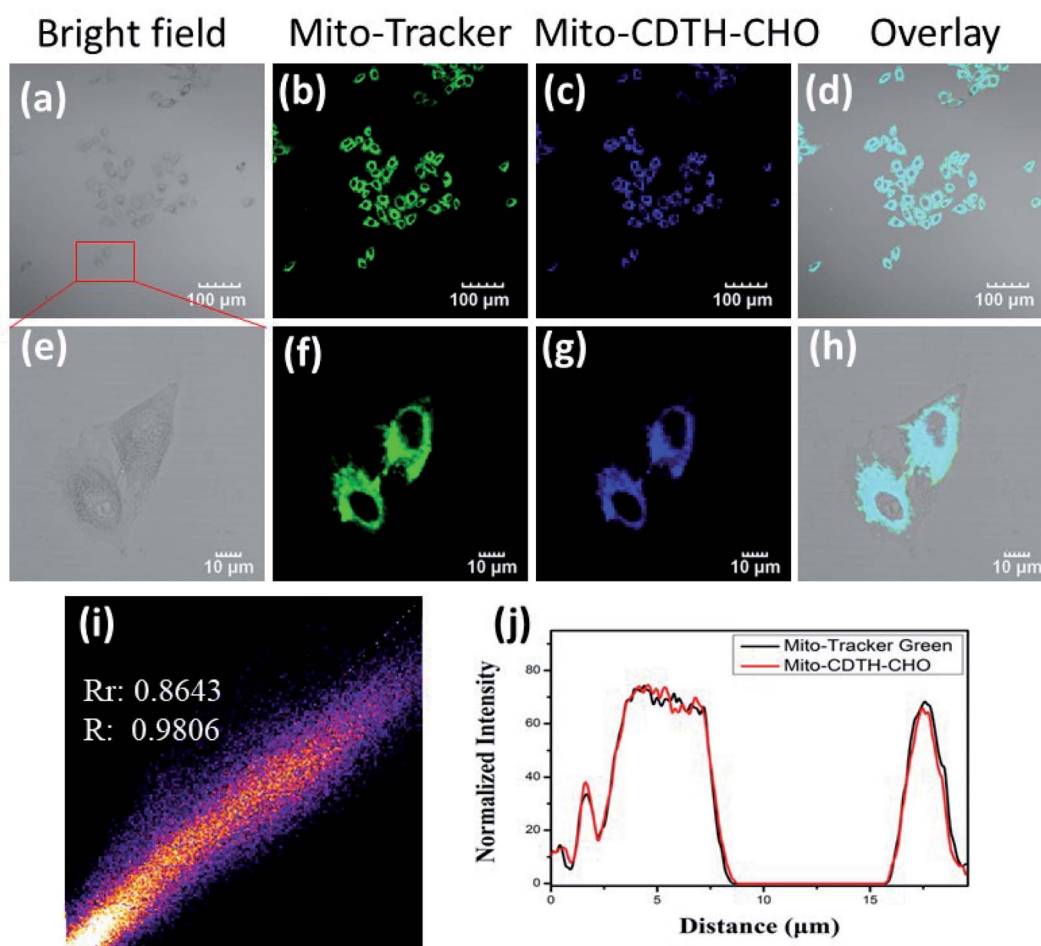 Bright field Mito-Tracker Mito-CDTH-CHO Overlay
(a) (b) (c) (d)
100 μm 100 μm 100 μm 100 μm
(e) (f) (g) (h)
10 μm 10 μm 10 μm 10 μm
(i)
Rr: 0.8643
R: 0.9806
(j)
Mito-Tracker Green
Mito-CDTH-CHO
Normalized Intensity
80
60
40
20
0
0 5 10 15
Distance (μm)